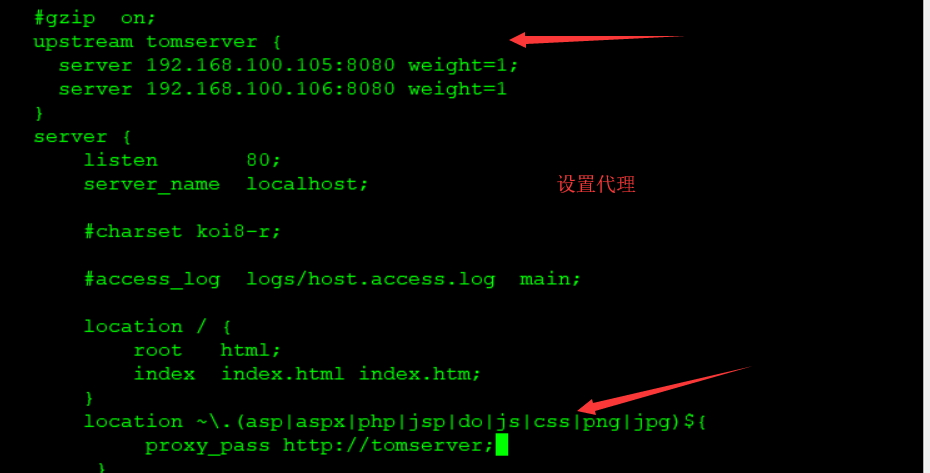 #gzip  on;
upstream tomserver {
  server 192.168.100.105:8080 weight=1;
  server 192.168.100.106:8080 weight=1
}
server {
    listen       80;
    server_name  localhost;
设置代理
    #charset koi8-r;
    #access_log  logs/host.access.log  main;
    location / {
        root   html;
        index  index.html index.htm;
    }
    location ~\.(asp|aspx|php|jsp|do|js|css|png|jpg)${
         proxy_pass http://tomserver;
     }